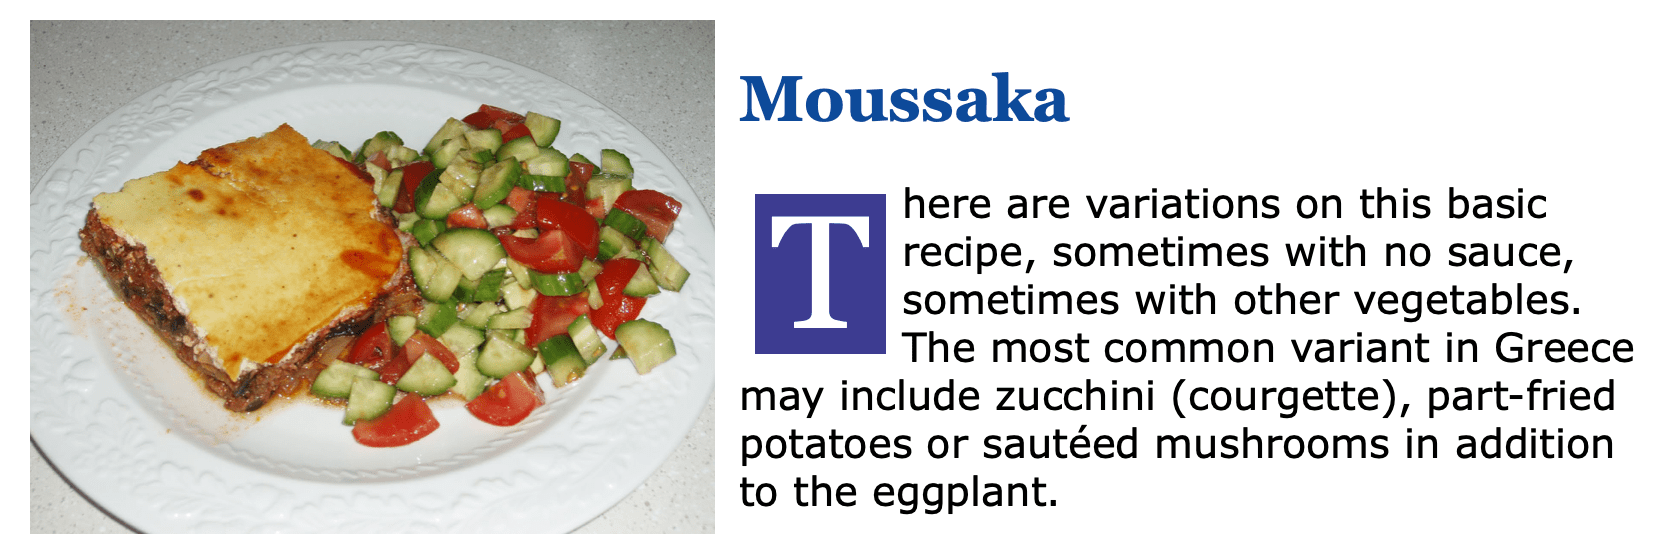 Moussaka
There are variations on this basic
recipe, sometimes with no sauce,
sometimes with other vegetables.
The most common variant in Greece
may include zucchini (courgette), part-fried
potatoes or sautéed mushrooms in addition
to the eggplant.